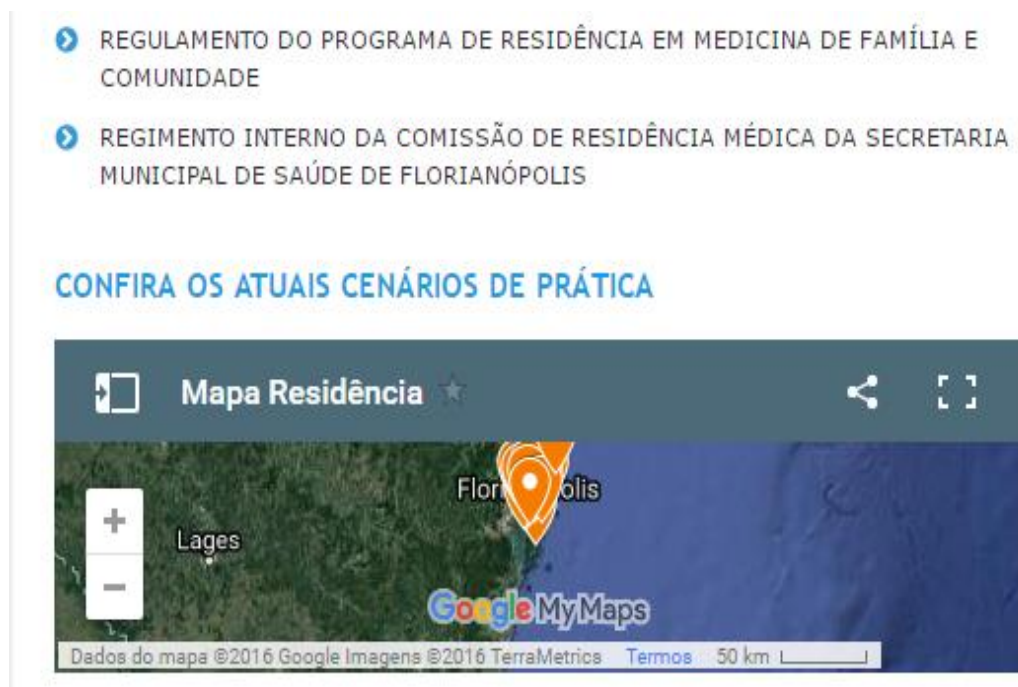 REGULAMENTO DO PROGRAMA DE RESIDÊNCIA EM MEDICINA DE FAMÍLIA E
COMUNIDADE
REGIMENTO INTERNO DA COMISSÃO DE RESIDÊNCIA MÉDICA DA SECRETARIA
MUNICIPAL DE SAÚDE DE FLORIANÓPOLIS
CONFIRA OS ATUAIS CENÁRIOS DE PRÁTICA
Mapa Residência
Lages
Google My Maps
Dados do mapa ©2016 Google Imagens ©2016 TerraMetrics Termos 50 km